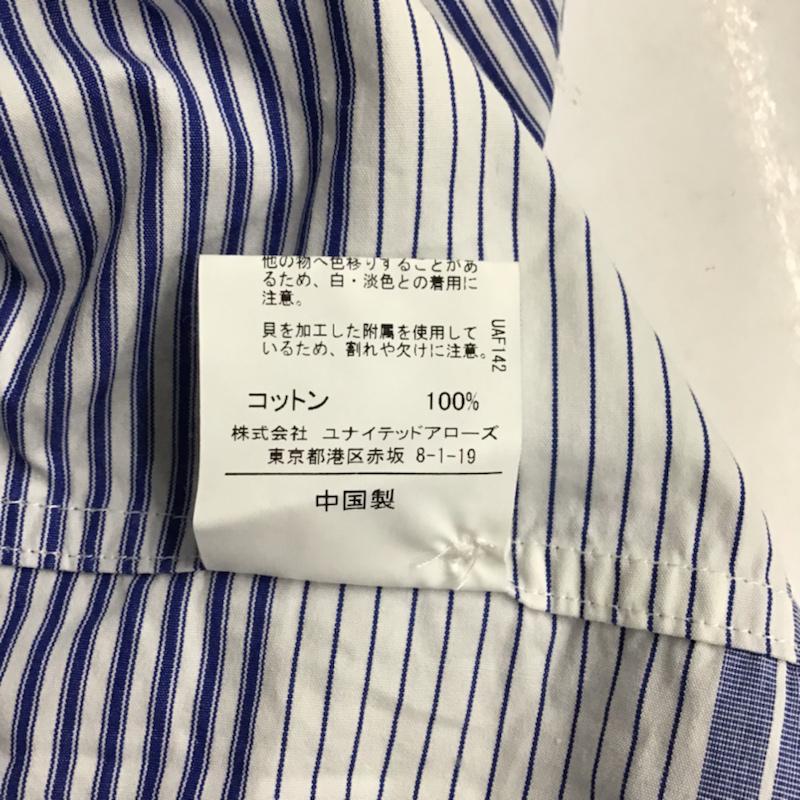 他の物へ色移りすることがあ
るため、白・淡色との着用に
注意。
貝を加工した附属を使用して
いるため、割れや欠けに注意。
UAF142
コットン 100%
株式会社 ユナイテッドアローズ
東京都港区赤坂 8-1-19
中国製